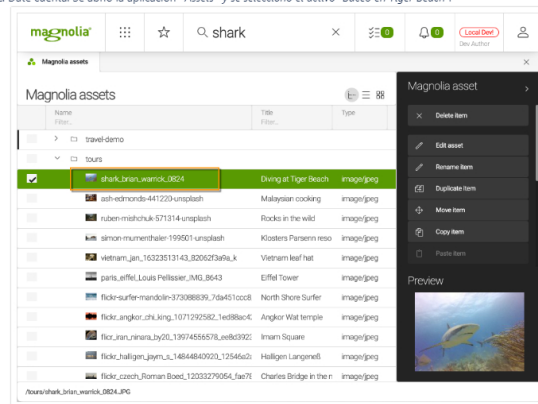 magnolia
shark
0
0
Local Dev!
Dev Author
Magnolia assets
Magnolia assets
Name
Filter...
Title
Filter...
Type
travel-demo
tours
shark_brian_warrick_0824 Diving at Tiger Beach image/jpeg
ash-edmonds-441220-unsplash Malaysian cooking image/jpeg
ruben-mishchuk-571314-unsplash Rocks in the wild image/jpeg
simon-murnenthaler-199501-unsplash Klosters Parsenn reso image/jpeg
vietnam_jan_16323513143_82062f3a9a_k Vietnam leaf hat image/jpeg
paris_eiffel_Louis Pellissier_IMG_8643 Eiffel Tower image/jpeg
flickr-surfer-mandolin-373088839_7da451ccc8 North Shore Surfer image/jpeg
flickr_angkor_chi_king_1071292582_1ed88ac4 Angkor Wat temple image/jpeg
flicr_iran_ninara_by20_13974556578_ee8d392 Imam Square image/jpeg
flickr_halligen_jaym_s_14844840920_12546a2 Halligen Langeneß image/jpeg
flickr_czech_Roman Boed_12033279054_fae78 Charles Bridge in the n image/jpeg
/tours/shark_brian_warrick_0824.JPG
Magnolia asset
Delete item
Edit asset
Rename item
Duplicate item
Move item
Copy item
Paste item
Preview